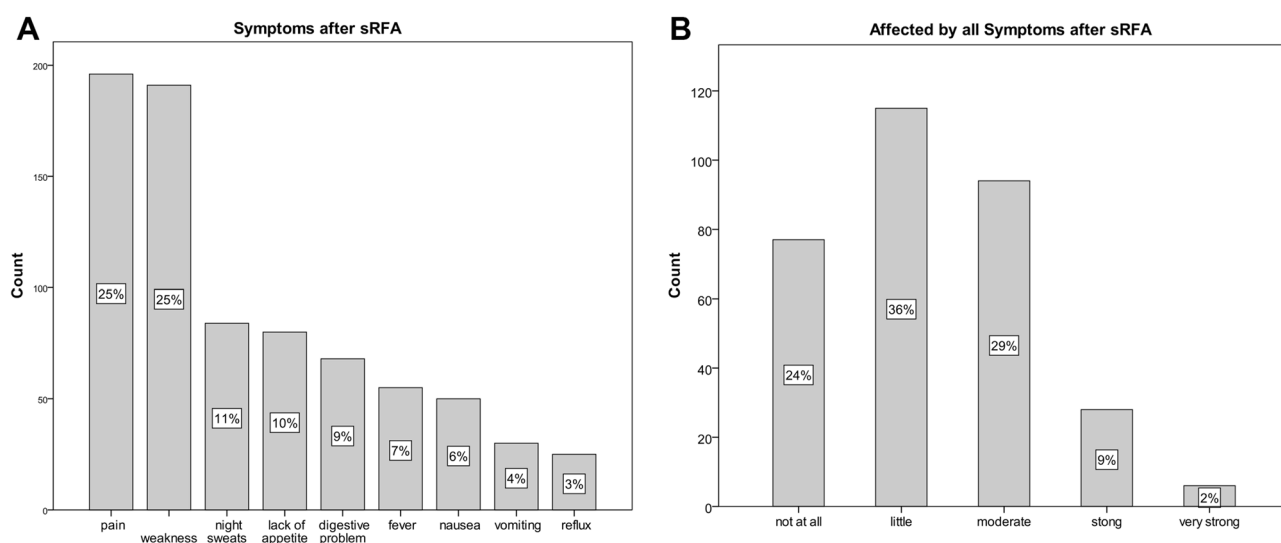 A
Symptoms after sRFA
Count
200
150
100
50
0
25%
25%
11%
10%
9%
7%
6%
4%
3%
pain
weakness
night
sweats
lack of
appetite
digestive
problem
fever
nausea
vomiting
reflux
B
Affected by all Symptoms after sRFA
Count
120
100
80
60
40
20
0
24%
36%
29%
9%
2%
not at all
little
moderate
stong
very strong